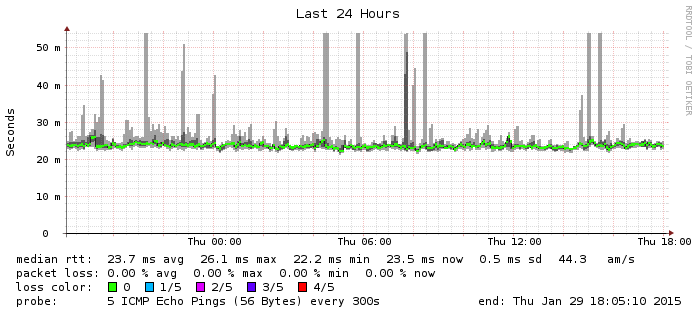 Last 24 Hours
RRDTOOL / TOBI OETIKER
Seconds
50 m
40 m
30 m
20 m
10 m
0
Thu 00:00 Thu 06:00 Thu 12:00 Thu 18:00
median rtt: 23.7 ms avg 26.1 ms max 22.2 ms min 23.5 ms now 0.5 ms sd 44.3 am/s
packet loss: 0.00 % avg 0.00 % max 0.00 % min 0.00 % now
loss color: 0 1/5 2/5 3/5 4/5
probe: 5 ICMP Echo Pings (56 Bytes) every 300s end: Thu Jan 29 18:05:10 2015